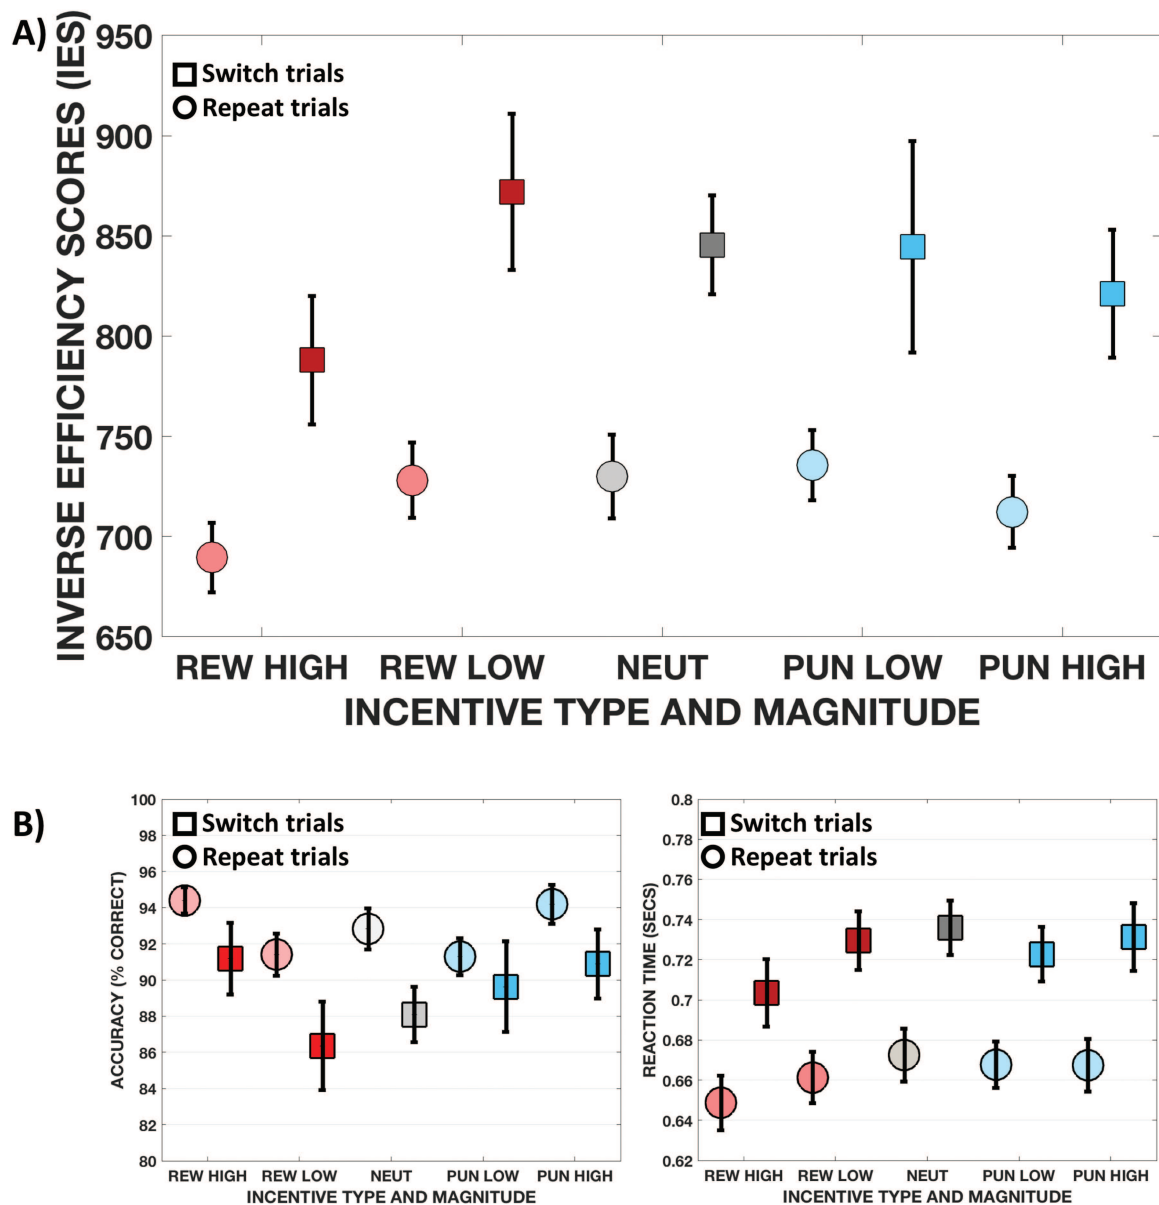 A)
INVERSE EFFICIENCY SCORES (IES)
950
900
850
800
750
700
650
Switch trials
Repeat trials
REW HIGH REW LOW NEUT PUN LOW PUN HIGH
INCENTIVE TYPE AND MAGNITUDE
B)
ACCURACY (% CORRECT)
100
98
96
94
92
90
88
86
84
82
80
Switch trials
Repeat trials
REW HIGH REW LOW NEUT PUN LOW PUN HIGH
INCENTIVE TYPE AND MAGNITUDE
REACTION TIME (SECS)
0.8
0.78
0.76
0.74
0.72
0.7
0.68
0.66
0.64
0.62
Switch trials
Repeat trials
REW HIGH REW LOW NEUT PUN LOW PUN HIGH
INCENTIVE TYPE AND MAGNITUDE